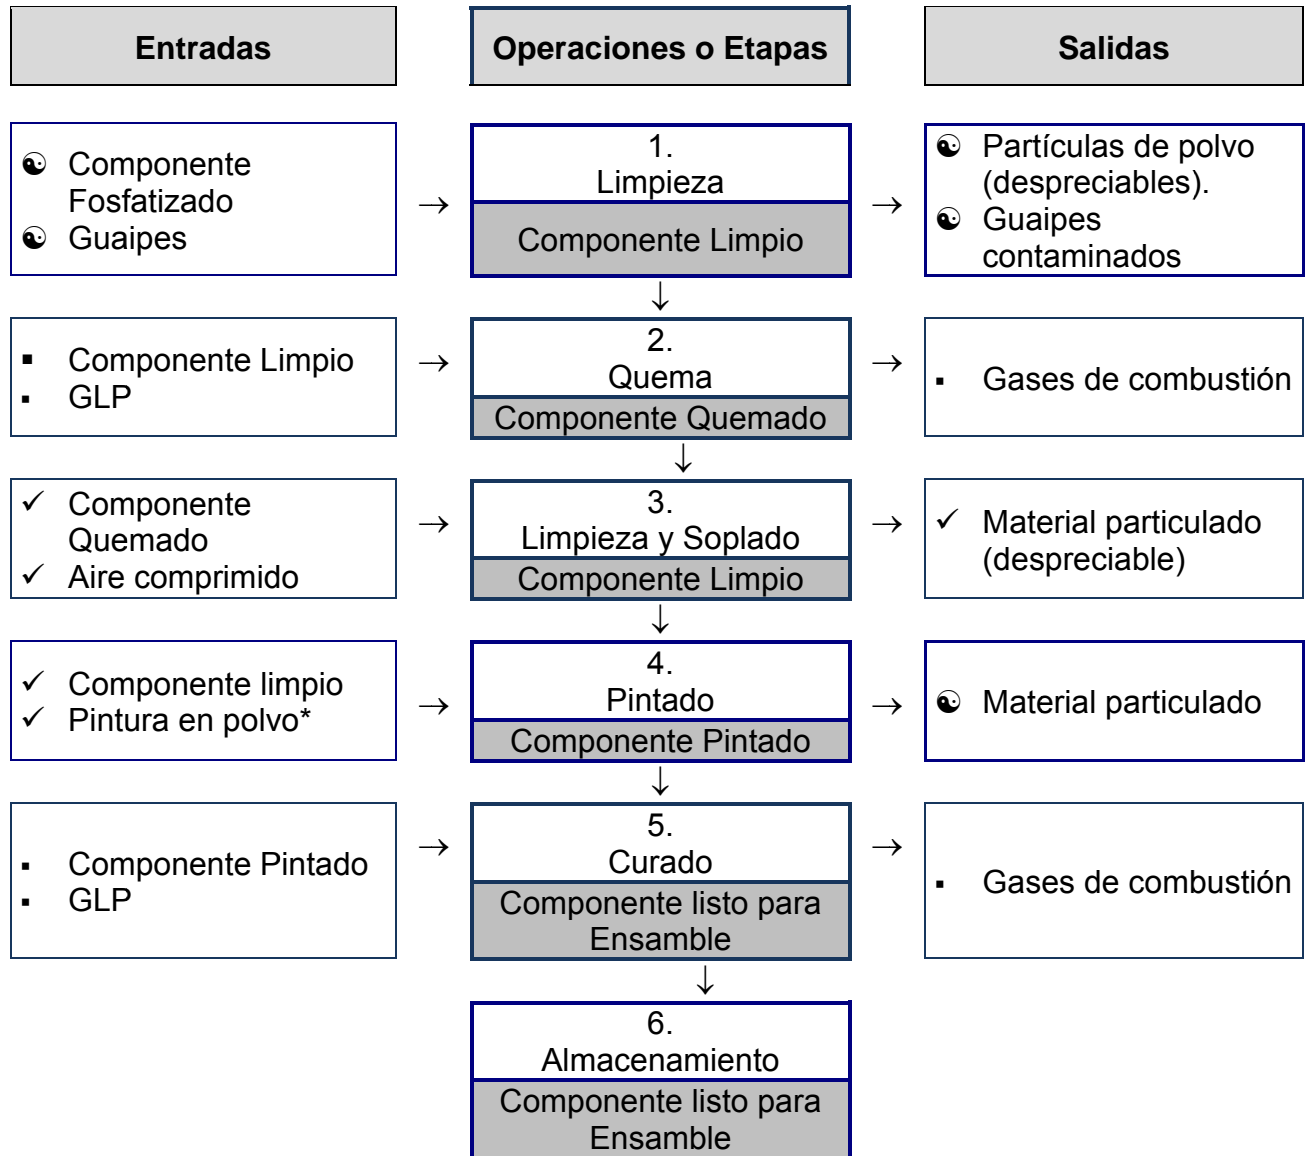 Entradas
Operaciones o Etapas
Salidas
☯ Componente
Fosfatizado
☯ Guaipes
→
1.
Limpieza
Componente Limpio
→
☯ Partículas de polvo
(despreciables).
☯ Guaipes
contaminados
↓
▪ Componente Limpio
▪ GLP
→
2.
Quema
Componente Quemado
→
▪ Gases de combustión
↓
✓ Componente
Quemado
✓ Aire comprimido
→
3.
Limpieza y Soplado
Componente Limpio
→
✓ Material particulado
(despreciable)
↓
✓ Componente limpio
✓ Pintura en polvo*
→
4.
Pintado
Componente Pintado
→
☯ Material particulado
↓
▪ Componente Pintado
▪ GLP
→
5.
Curado
Componente listo para
Ensamble
→
▪ Gases de combustión
↓
6.
Almacenamiento
Componente listo para
Ensamble